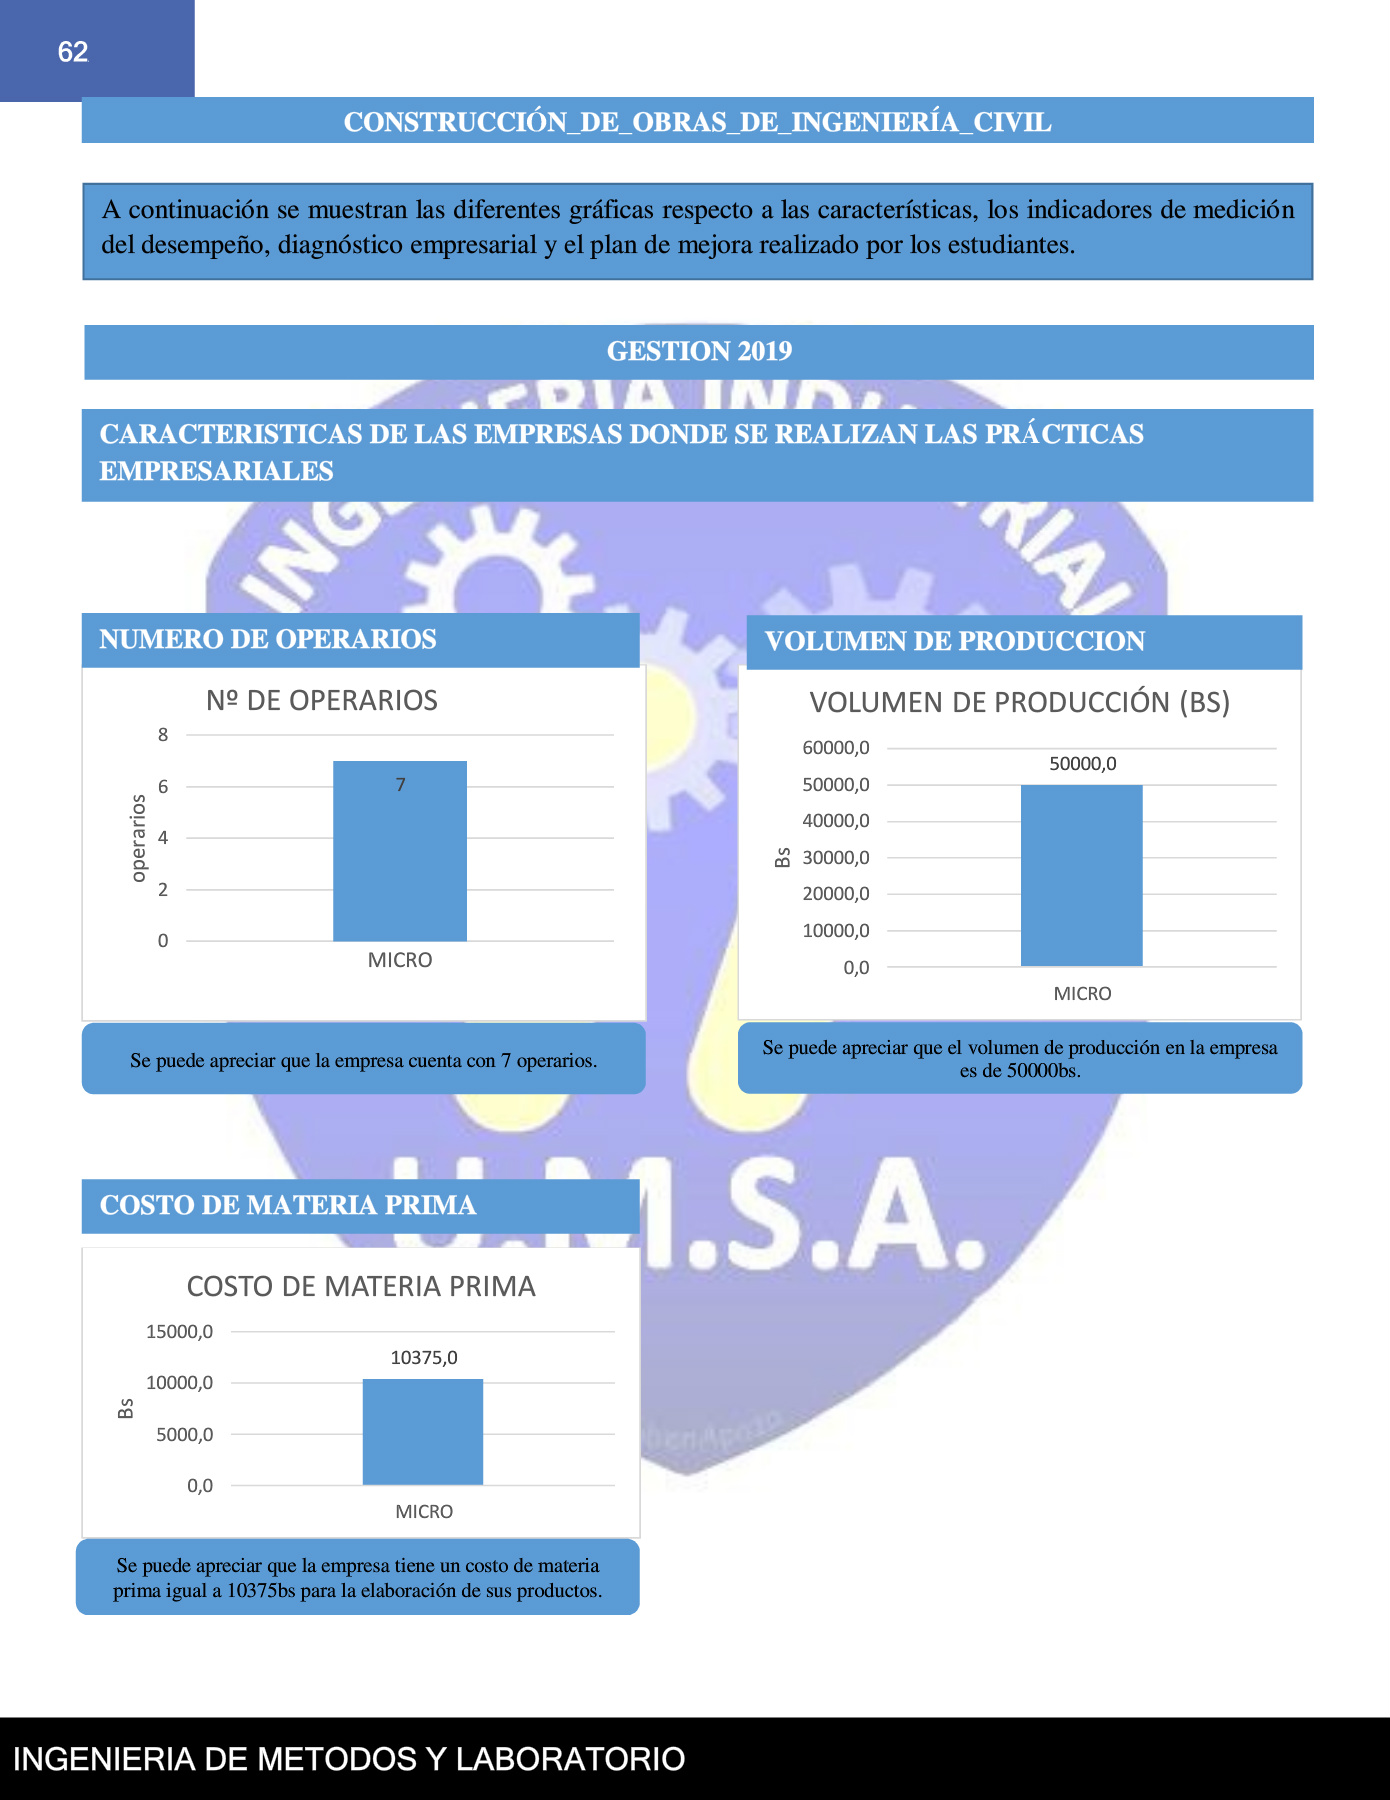 62
CONSTRUCCIÓN_DE_OBRAS_DE_INGENIERÍA_CIVIL
A continuación se muestran las diferentes gráficas respecto a las características, los indicadores de medición
del desempeño, diagnóstico empresarial y el plan de mejora realizado por los estudiantes.
GESTION 2019
CARACTERISTICAS DE LAS EMPRESAS DONDE SE REALIZAN LAS PRÁCTICAS
EMPRESARIALES
NUMERO DE OPERARIOS
Nº DE OPERARIOS
operarios
8
6
4
2
0
7
MICRO
Se puede apreciar que la empresa cuenta con 7 operarios.
VOLUMEN DE PRODUCCION
VOLUMEN DE PRODUCCIÓN (BS)
Bs
60000,0
50000,0
40000,0
30000,0
20000,0
10000,0
0,0
50000,0
MICRO
Se puede apreciar que el volumen de producción en la empresa
es de 50000bs.
U.M.S.A.
COSTO DE MATERIA PRIMA
COSTO DE MATERIA PRIMA
Bs
15000,0
10000,0
5000,0
0,0
10375,0
MICRO
Se puede apreciar que la empresa tiene un costo de materia
prima igual a 10375bs para la elaboración de sus productos.
INGENIERIA DE METODOS Y LABORATORIO